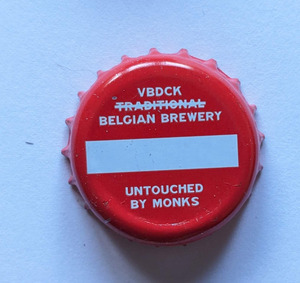 VBDCK
TRADITIONAL
BELGIAN BREWERY
UNTOUCHED
BY MONKS